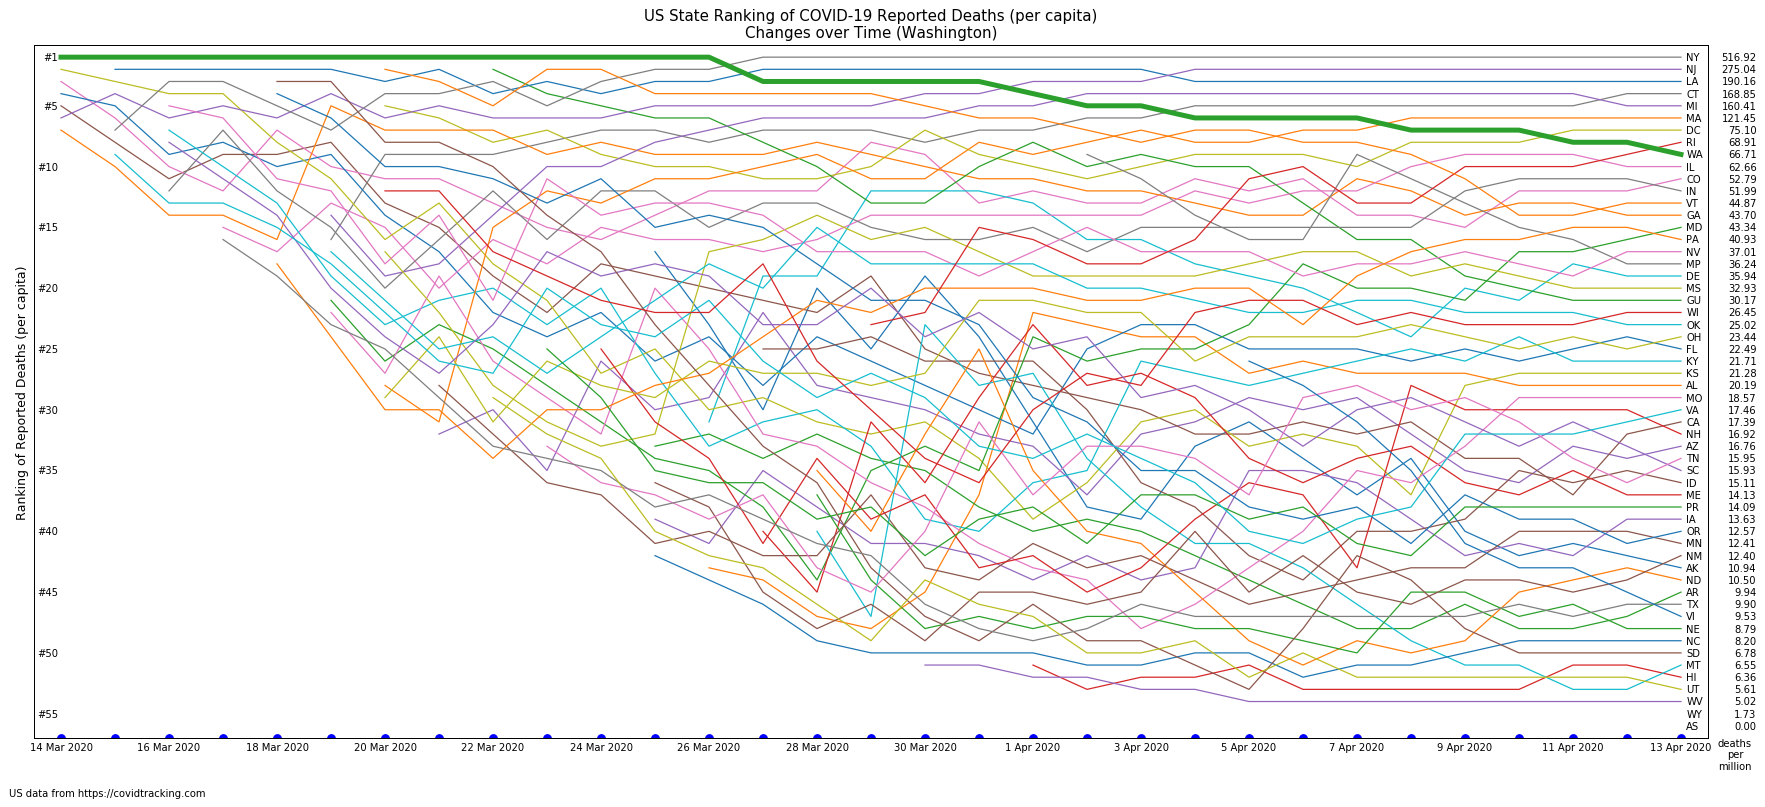 US State Ranking of COVID-19 Reported Deaths (per capita)
Changes over Time (Washington)
Ranking of Reported Deaths (per capita)
#1
#5
#10
#15
#20
#25
#30
#35
#40
#45
#50
#55
NY 516.92
NJ 275.04
LA 190.16
CT 168.85
MI 160.41
MA 121.45
DC 75.10
RI 68.91
WA 66.71
IL 62.66
CO 52.79
IN 51.99
VT 44.87
GA 43.70
MD 43.34
PA 40.93
NV 37.01
MP 36.24
DE 35.94
MS 32.93
GU 30.17
WI 26.45
OK 25.02
OH 23.44
FL 22.49
KY 21.71
KS 21.28
AL 20.19
MO 18.57
VA 17.46
CA 17.39
NH 16.92
AZ 16.76
TN 15.95
SC 15.93
ID 15.11
ME 14.13
PR 14.09
IA 13.63
OR 12.57
MN 12.41
NM 12.40
AK 10.94
ND 10.50
AR 9.94
TX 9.90
VI 9.53
NE 8.79
NC 8.20
SD 6.78
MT 6.55
HI 6.36
UT 5.61
WV 5.02
WY 1.73
AS 0.00
14 Mar 2020 16 Mar 2020 18 Mar 2020 20 Mar 2020 22 Mar 2020 24 Mar 2020 26 Mar 2020 28 Mar 2020 30 Mar 2020 1 Apr 2020 3 Apr 2020 5 Apr 2020 7 Apr 2020 9 Apr 2020 11 Apr 2020 13 Apr 2020
deaths
per
million
US data from https://covidtracking.com